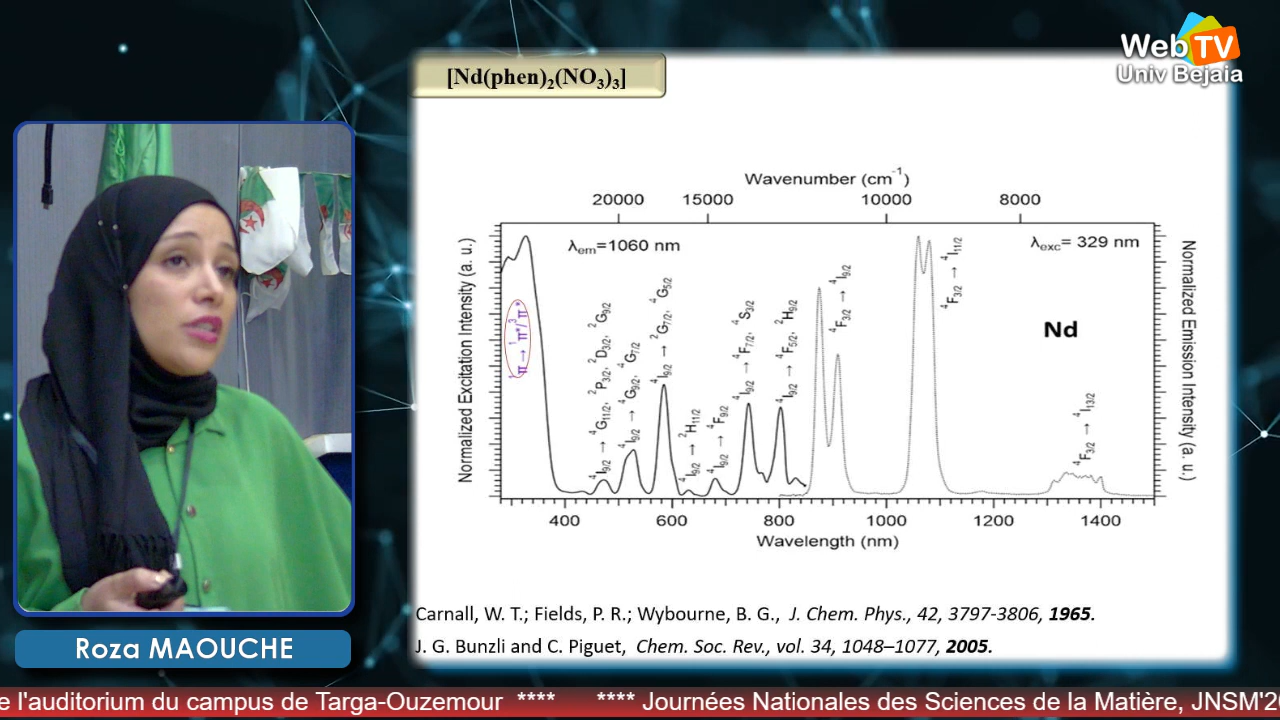 [Nd(phen)2(NO3)3]
Web TV
Univ Bejaia
Wavenumber (cm-1)
20000 15000 10000 8000
λem=1060 nm
λexc= 329 nm
Normalized Excitation Intensity (a. u.)
1π → 1π*/3π*
4I9/2 → 4G11/2, 2P3/2, 2D3/2, 2G9/2
4I9/2 → 4G9/2, 4G7/2
4I9/2 → 2G7/2, 4G5/2
4I9/2 → 2H11/2
4I9/2 → 4F9/2
4I9/2 → 4F7/2, 4S3/2
4I9/2 → 4F5/2, 2H9/2
4F3/2 → 4I9/2
4F3/2 → 4I11/2
Nd
4F3/2 → 4I13/2
Normalized Emission Intensity (a. u.)
400 600 800 1000 1200 1400
Wavelength (nm)
Carnall, W. T.; Fields, P. R.; Wybourne, B. G., J. Chem. Phys., 42, 3797-3806, 1965.
J. G. Bunzli and C. Piguet, Chem. Soc. Rev., vol. 34, 1048–1077, 2005.
Roza MAOUCHE
e l'auditorium du campus de Targa-Ouzemour **** **** Journées Nationales des Sciences de la Matière, JNSM'20